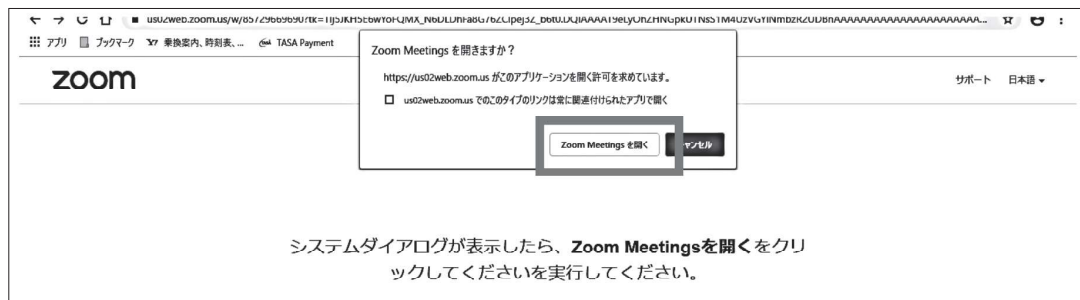 アプリ ブックマーク 乗換案内、時刻表、... TASA Payment
Zoom Meetings を開きますか？
https://us02web.zoom.us がこのアプリケーションを開く許可を求めています。
us02web.zoom.us でのこのタイプのリンクは常に関連付けられたアプリで開く
Zoom Meetings を開く
zoom
サポート 日本語
システムダイアログが表示したら、Zoom Meetingsを開くをクリ
ックしてくださいを実行してください。